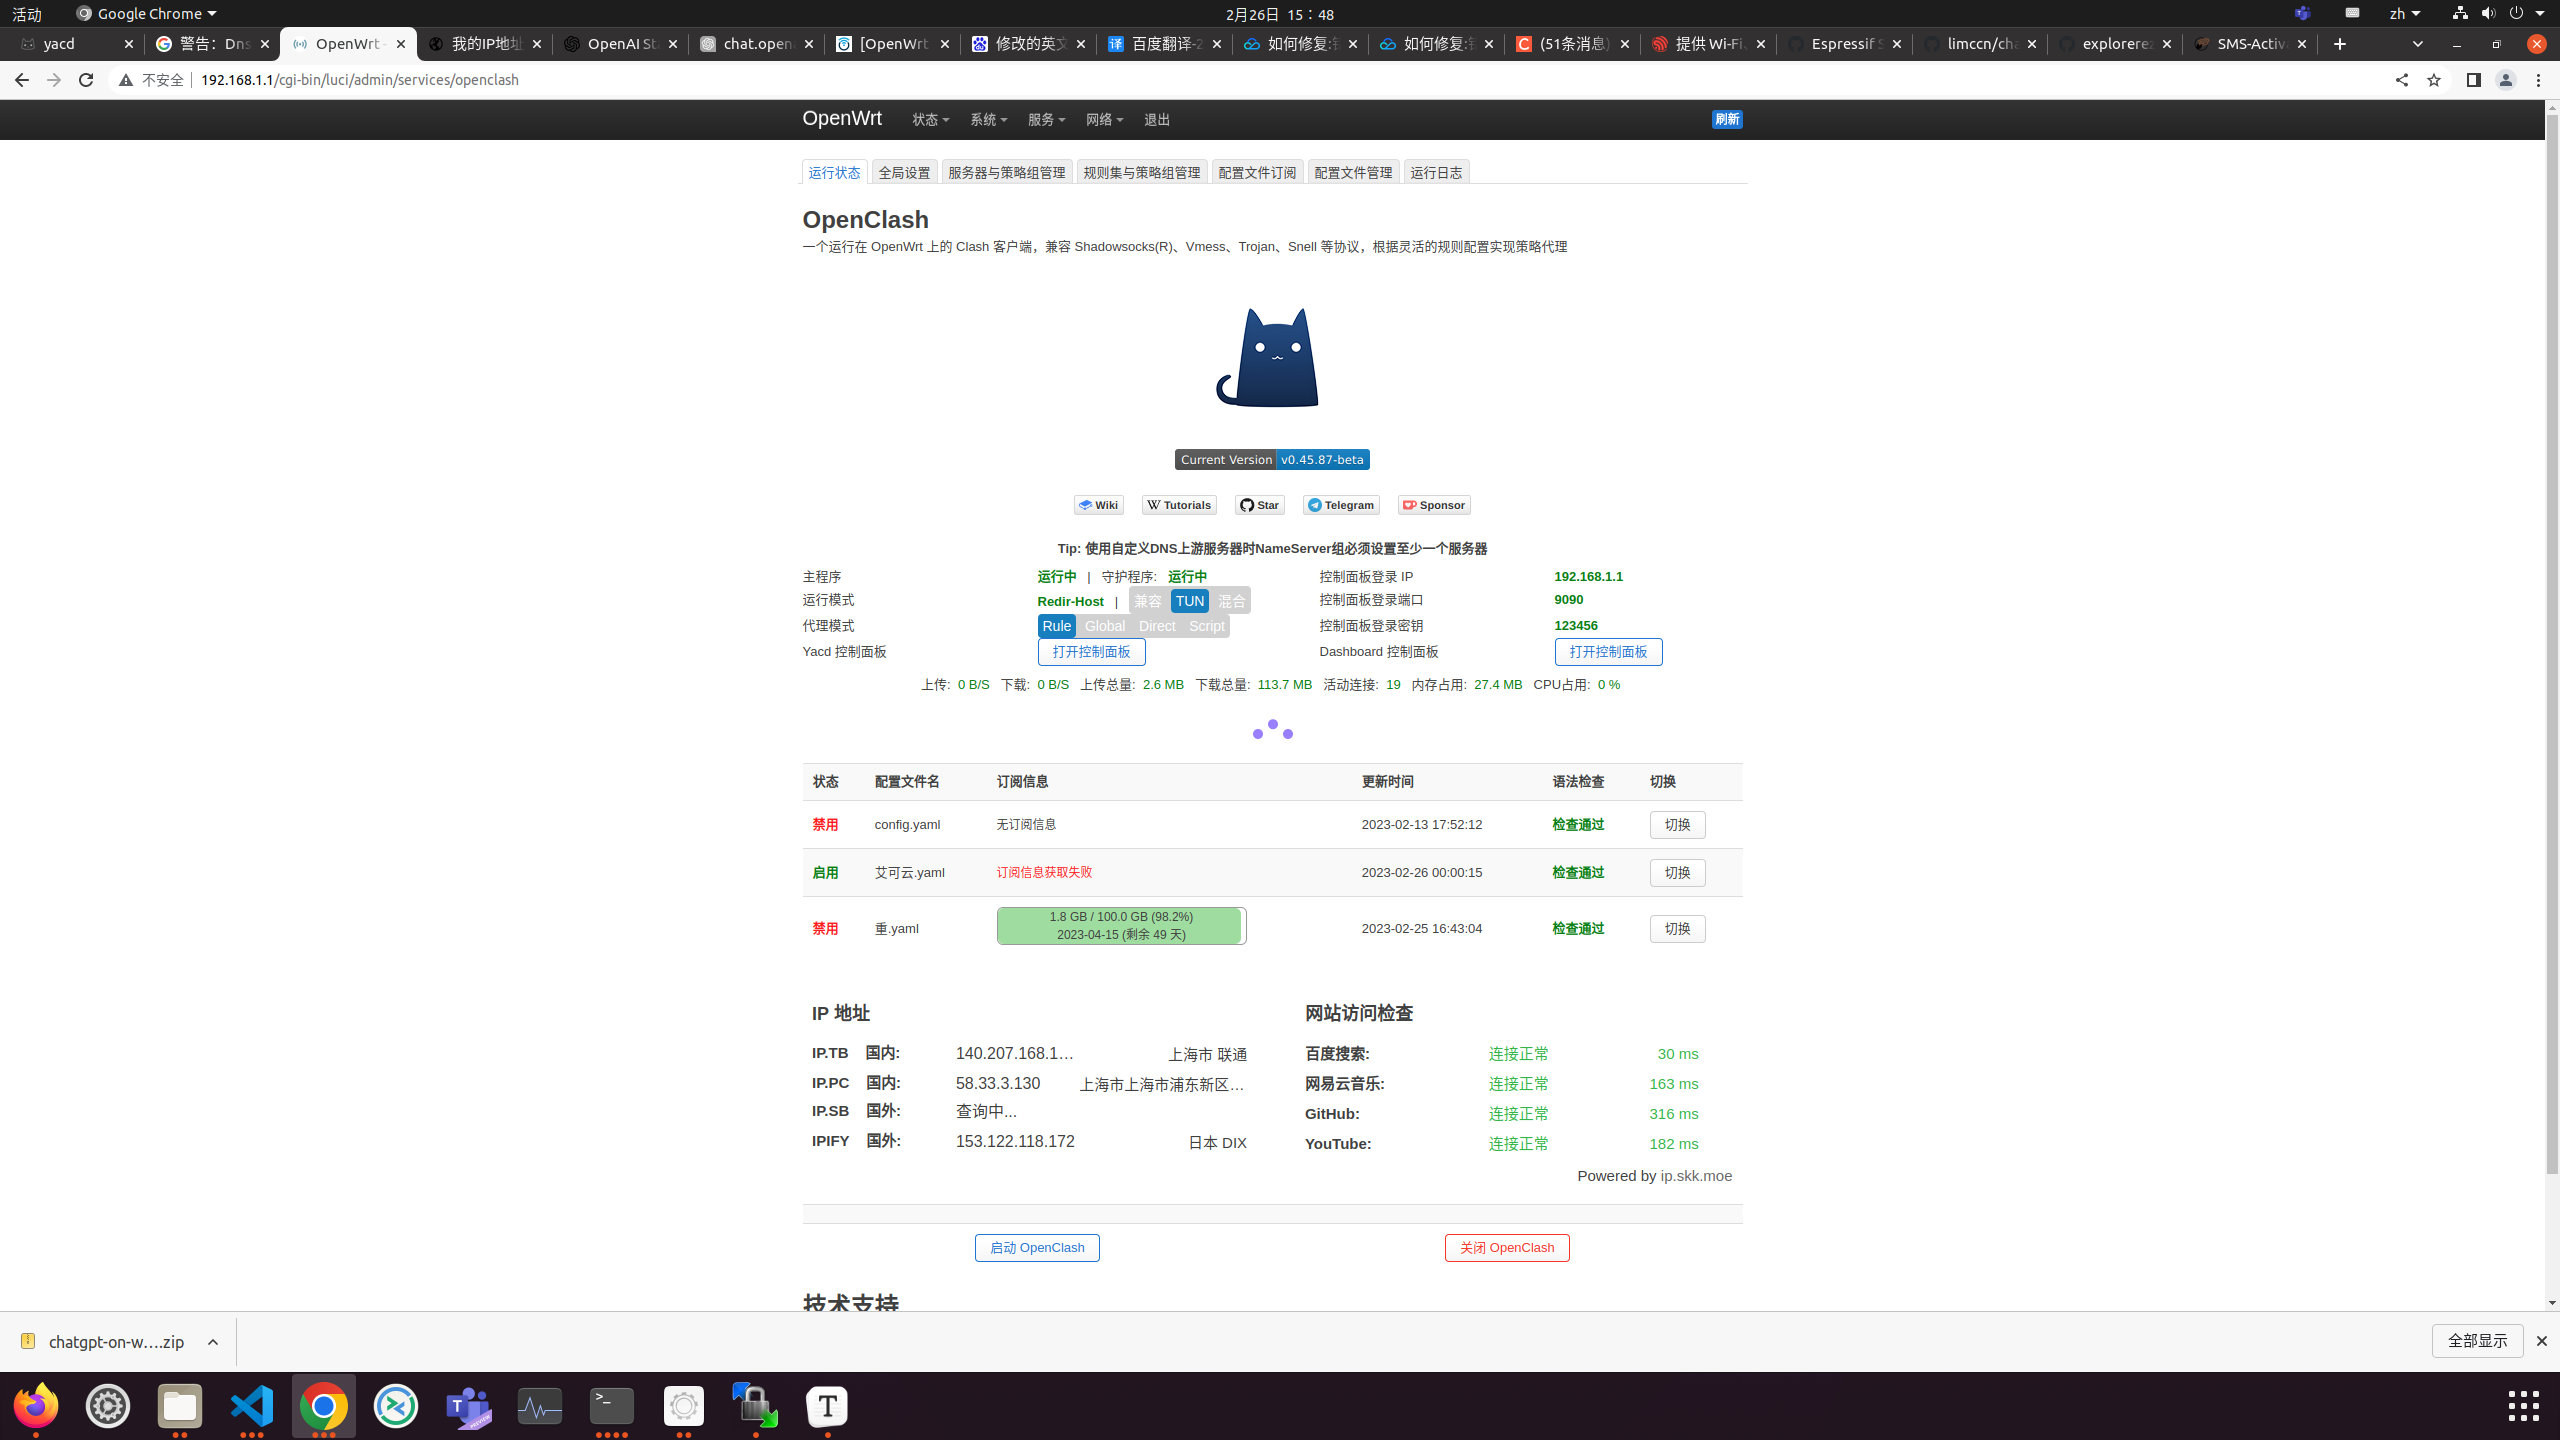 活动 Google Chrome 2月26日 15：48 zh
yacd 警告：Dns OpenWrt - 我的IP地址 OpenAI Sta chat.open [OpenWrt 修改的英文 百度翻译-2 如何修复:错 如何修复:错 (51条消息) 提供 Wi-Fi、 Espressif S limccn/cha explorerez SMS-Activa
不安全 192.168.1.1/cgi-bin/luci/admin/services/openclash
OpenWrt 状态 系统 服务 网络 退出 刷新
运行状态 全局设置 服务器与策略组管理 规则集与策略组管理 配置文件订阅 配置文件管理 运行日志
OpenClash
一个运行在 OpenWrt 上的 Clash 客户端，兼容 Shadowsocks(R)、Vmess、Trojan、Snell 等协议，根据灵活的规则配置实现策略代理
Current Version v0.45.87-beta
Wiki Tutorials Star Telegram Sponsor
Tip: 使用自定义DNS上游服务器时NameServer组必须设置至少一个服务器
主程序 运行中 | 守护程序: 运行中 控制面板登录 IP 192.168.1.1
运行模式 Redir-Host | 兼容 TUN 混合 控制面板登录端口 9090
代理模式 Rule Global Direct Script 控制面板登录密钥 123456
Yacd 控制面板 打开控制面板 Dashboard 控制面板 打开控制面板
上传: 0 B/S 下载: 0 B/S 上传总量: 2.6 MB 下载总量: 113.7 MB 活动连接: 19 内存占用: 27.4 MB CPU占用: 0 %
状态 配置文件名 订阅信息 更新时间 语法检查 切换
禁用 config.yaml 无订阅信息 2023-02-13 17:52:12 检查通过 切换
启用 艾可云.yaml 订阅信息获取失败 2023-02-26 00:00:15 检查通过 切换
禁用 重.yaml 1.8 GB / 100.0 GB (98.2%) 2023-02-25 16:43:04 检查通过 切换
2023-04-15 (剩余 49 天)
IP 地址 网站访问检查
IP.TB 国内: 140.207.168.1… 上海市 联通 百度搜索: 连接正常 30 ms
IP.PC 国内: 58.33.3.130 上海市上海市浦东新区… 网易云音乐: 连接正常 163 ms
IP.SB 国外: 查询中... GitHub: 连接正常 316 ms
IPIFY 国外: 153.122.118.172 日本 DIX YouTube: 连接正常 182 ms
Powered by ip.skk.moe
启动 OpenClash 关闭 OpenClash
技术支持
chatgpt-on-w….zip 全部显示